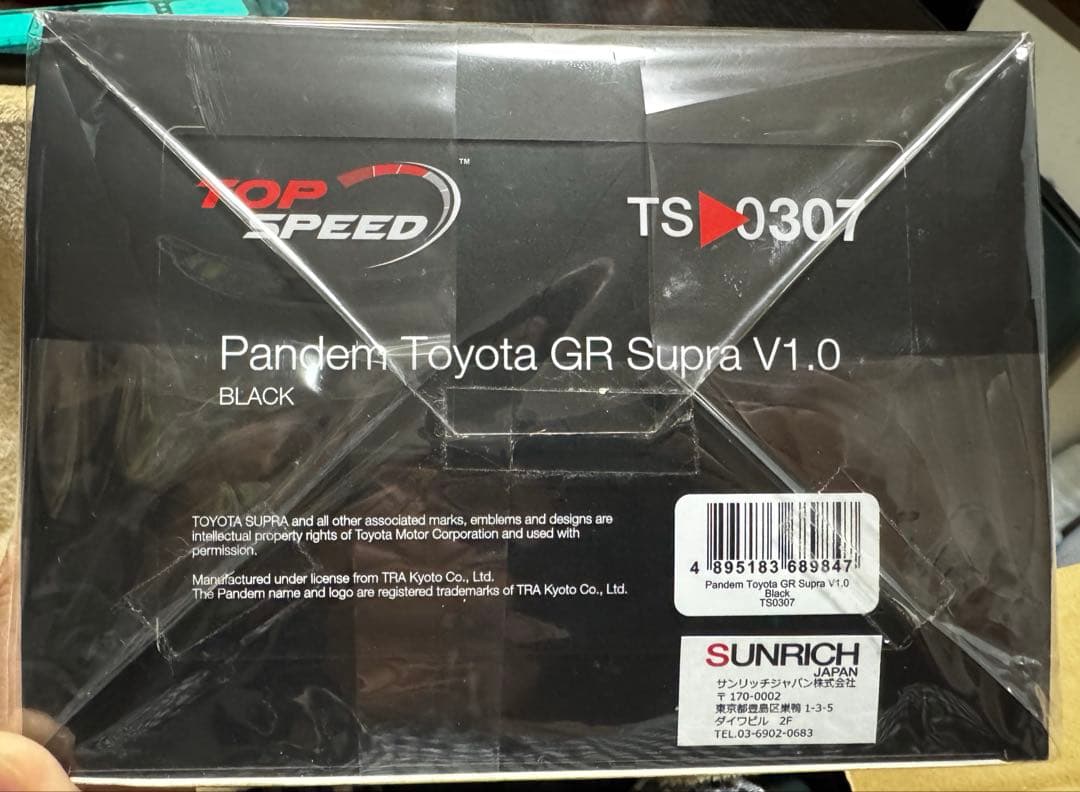 TOP SPEED ™
TS 0307
Pandem Toyota GR Supra V1.0
BLACK
TOYOTA SUPRA and all other associated marks, emblems and designs are
intellectual property rights of Toyota Motor Corporation and used with
permission.
Manufactured under license from TRA Kyoto Co., Ltd.
The Pandem name and logo are registered trademarks of TRA Kyoto Co., Ltd.
4 895183 689847
Pandem Toyota GR Supra V1.0
Black
TS0307
SUNRICH
JAPAN
サンリッチジャパン株式会社
〒170-0002
東京都豊島区巣鴨 1-3-5
ダイワビル 2F
TEL.03-6902-0683